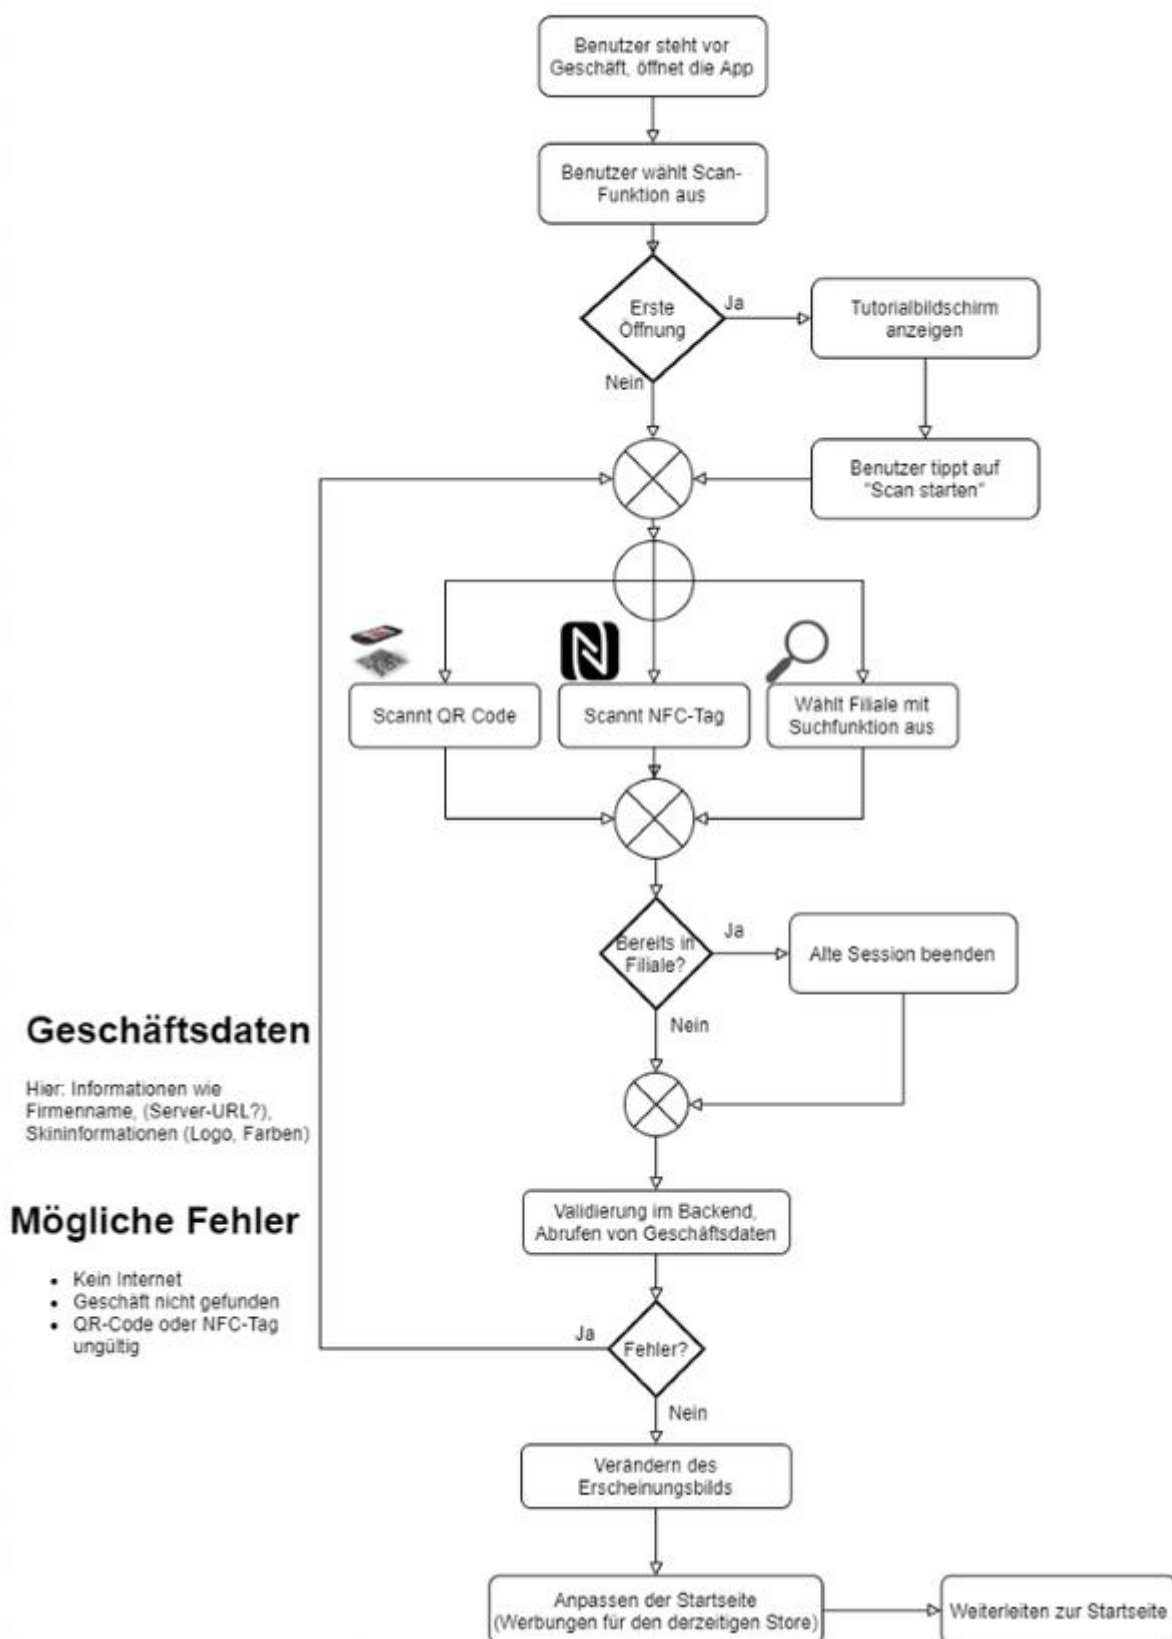 Benutzer steht vor
Geschäft, öffnet die App
Benutzer wählt Scan-
Funktion aus
Erste
Öffnung
Ja
Tutorialbildschirm
anzeigen
Nein
Benutzer tippt auf
"Scan starten"
Scannt QR Code
Scannt NFC-Tag
Wählt Filiale mit
Suchfunktion aus
Bereits in
Filiale?
Ja
Alte Session beenden
Nein
Geschäftsdaten
Hier: Informationen wie
Firmenname, (Server-URL?),
Skininformationen (Logo, Farben)
Validierung im Backend,
Abrufen von Geschäftsdaten
Mögliche Fehler
• Kein Internet
• Geschäft nicht gefunden
• QR-Code oder NFC-Tag
ungültig
Ja
Fehler?
Nein
Verändern des
Erscheinungsbilds
Anpassen der Startseite
(Werbungen für den derzeitigen Store)
Weiterleiten zur Startseite